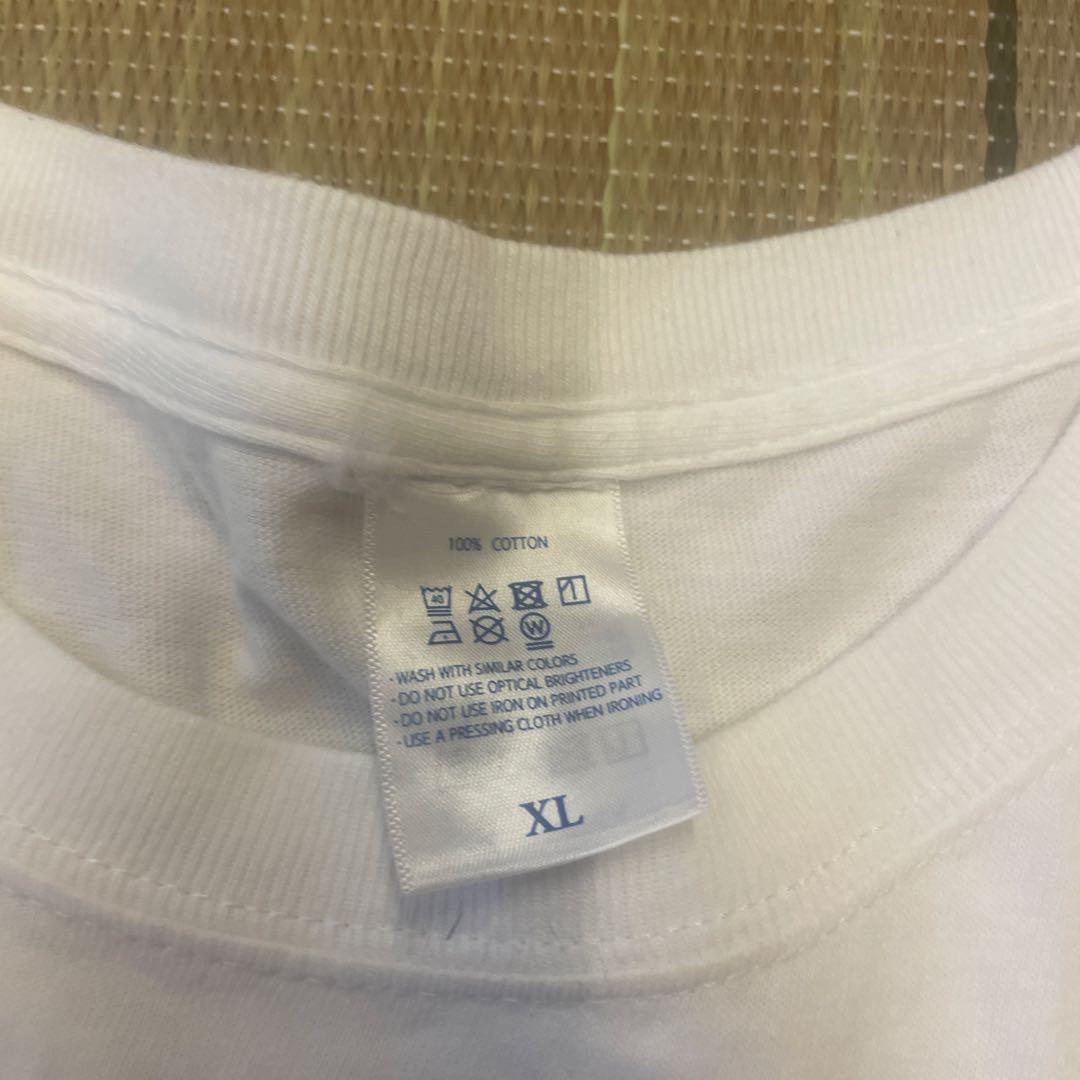 100% COTTON
40
W
·WASH WITH SIMILAR COLORS
·DO NOT USE OPTICAL BRIGHTENERS
·DO NOT USE IRON ON PRINTED PART
·USE A PRESSING CLOTH WHEN IRONING
XL